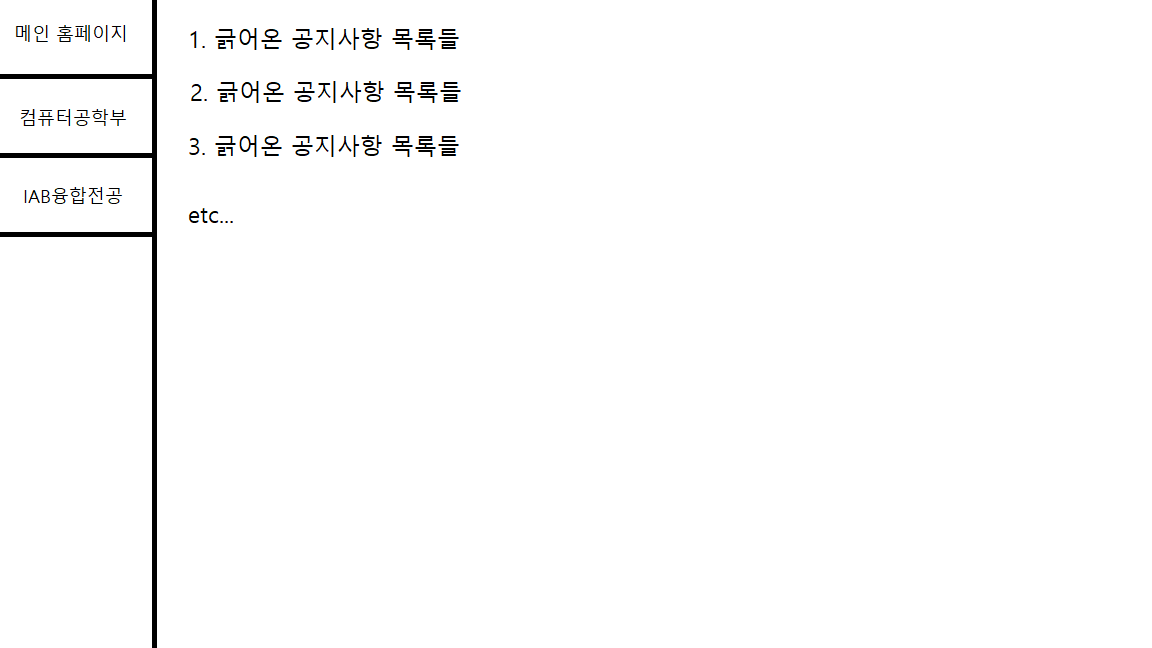 메인 홈페이지
컴퓨터공학부
IAB융합전공
1. 긁어온 공지사항 목록들
2. 긁어온 공지사항 목록들
3. 긁어온 공지사항 목록들
etc...